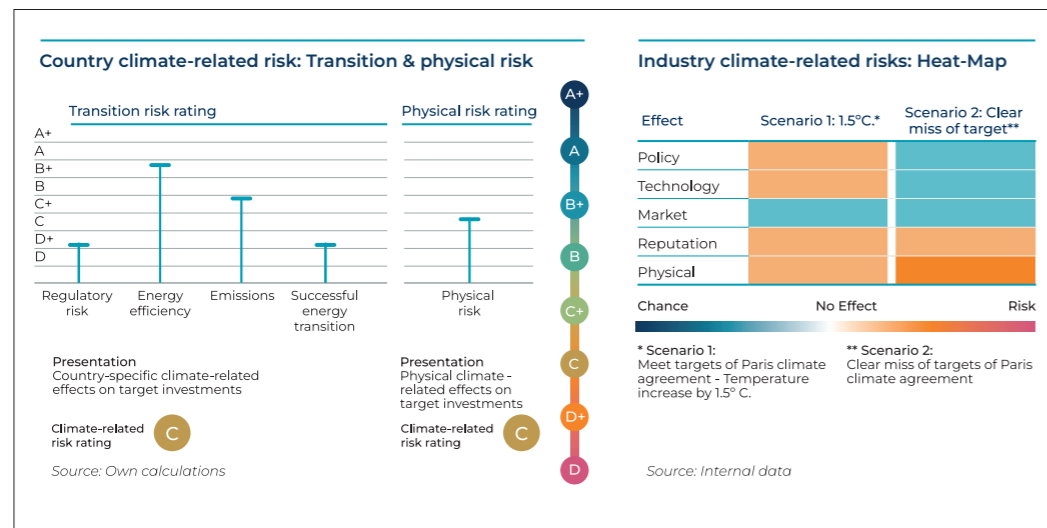 Country climate-related risk: Transition & physical risk
Transition risk rating
Physical risk rating
A+
A
B+
B
C+
C
D+
D
Regulatory
risk
Energy
efficiency
Emissions
Successful
energy
transition
Physical
risk
Presentation
Country-specific climate-related
effects on target investments
Climate-related
risk rating
C
Presentation
Physical climate -
related effects on
target investments
Climate-related
risk rating
C
Source: Own calculations
A+
A
B+
B
C+
C
D+
D
Industry climate-related risks: Heat-Map
Effect
Scenario 1: 1.5ºC.*
Scenario 2: Clear
miss of target**
Policy
Technology
Market
Reputation
Physical
Chance
No Effect
Risk
* Scenario 1:
Meet targets of Paris climate
agreement - Temperature
increase by 1.5º C.
** Scenario 2:
Clear miss of targets of Paris
climate agreement
Source: Internal data